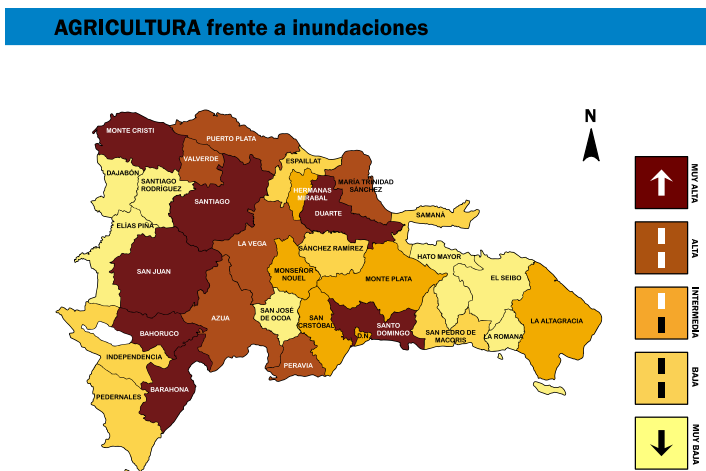 AGRICULTURA frente a inundaciones
N
MONTE CRISTI
PUERTO PLATA
VALVERDE
ESPAILLAT
DAJABÓN
SANTIAGO
RODRÍGUEZ
MARÍA TRINIDAD
SÁNCHEZ
HERMANAS
MIRABAL
SANTIAGO
DUARTE
SAMANÁ
ELÍAS PIÑA
LA VEGA
SÁNCHEZ RAMÍREZ
HATO MAYOR
SAN JUAN
MONSEÑOR
NOUEL
MONTE PLATA
EL SEIBO
AZUA
SAN JOSÉ
DE OCOA
SAN
CRSTÓBAL
SANTO
DOMINGO
D.N.
SAN PEDRO DE
MACORIS
LA ROMANA
LA ALTAGRACIA
BAHORUCO
INDEPENDENCIA
PERAVIA
BARAHONA
PEDERNALES
MUY ALTA
ALTA
INTERMEDIA
BAJA
MUY BAJA